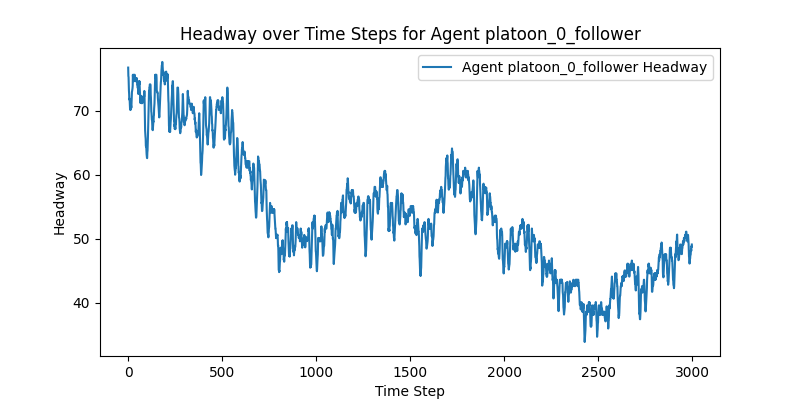 Headway over Time Steps for Agent platoon_0_follower
Agent platoon_0_follower Headway
70
60
50
40
Headway
0 500 1000 1500 2000 2500 3000
Time Step